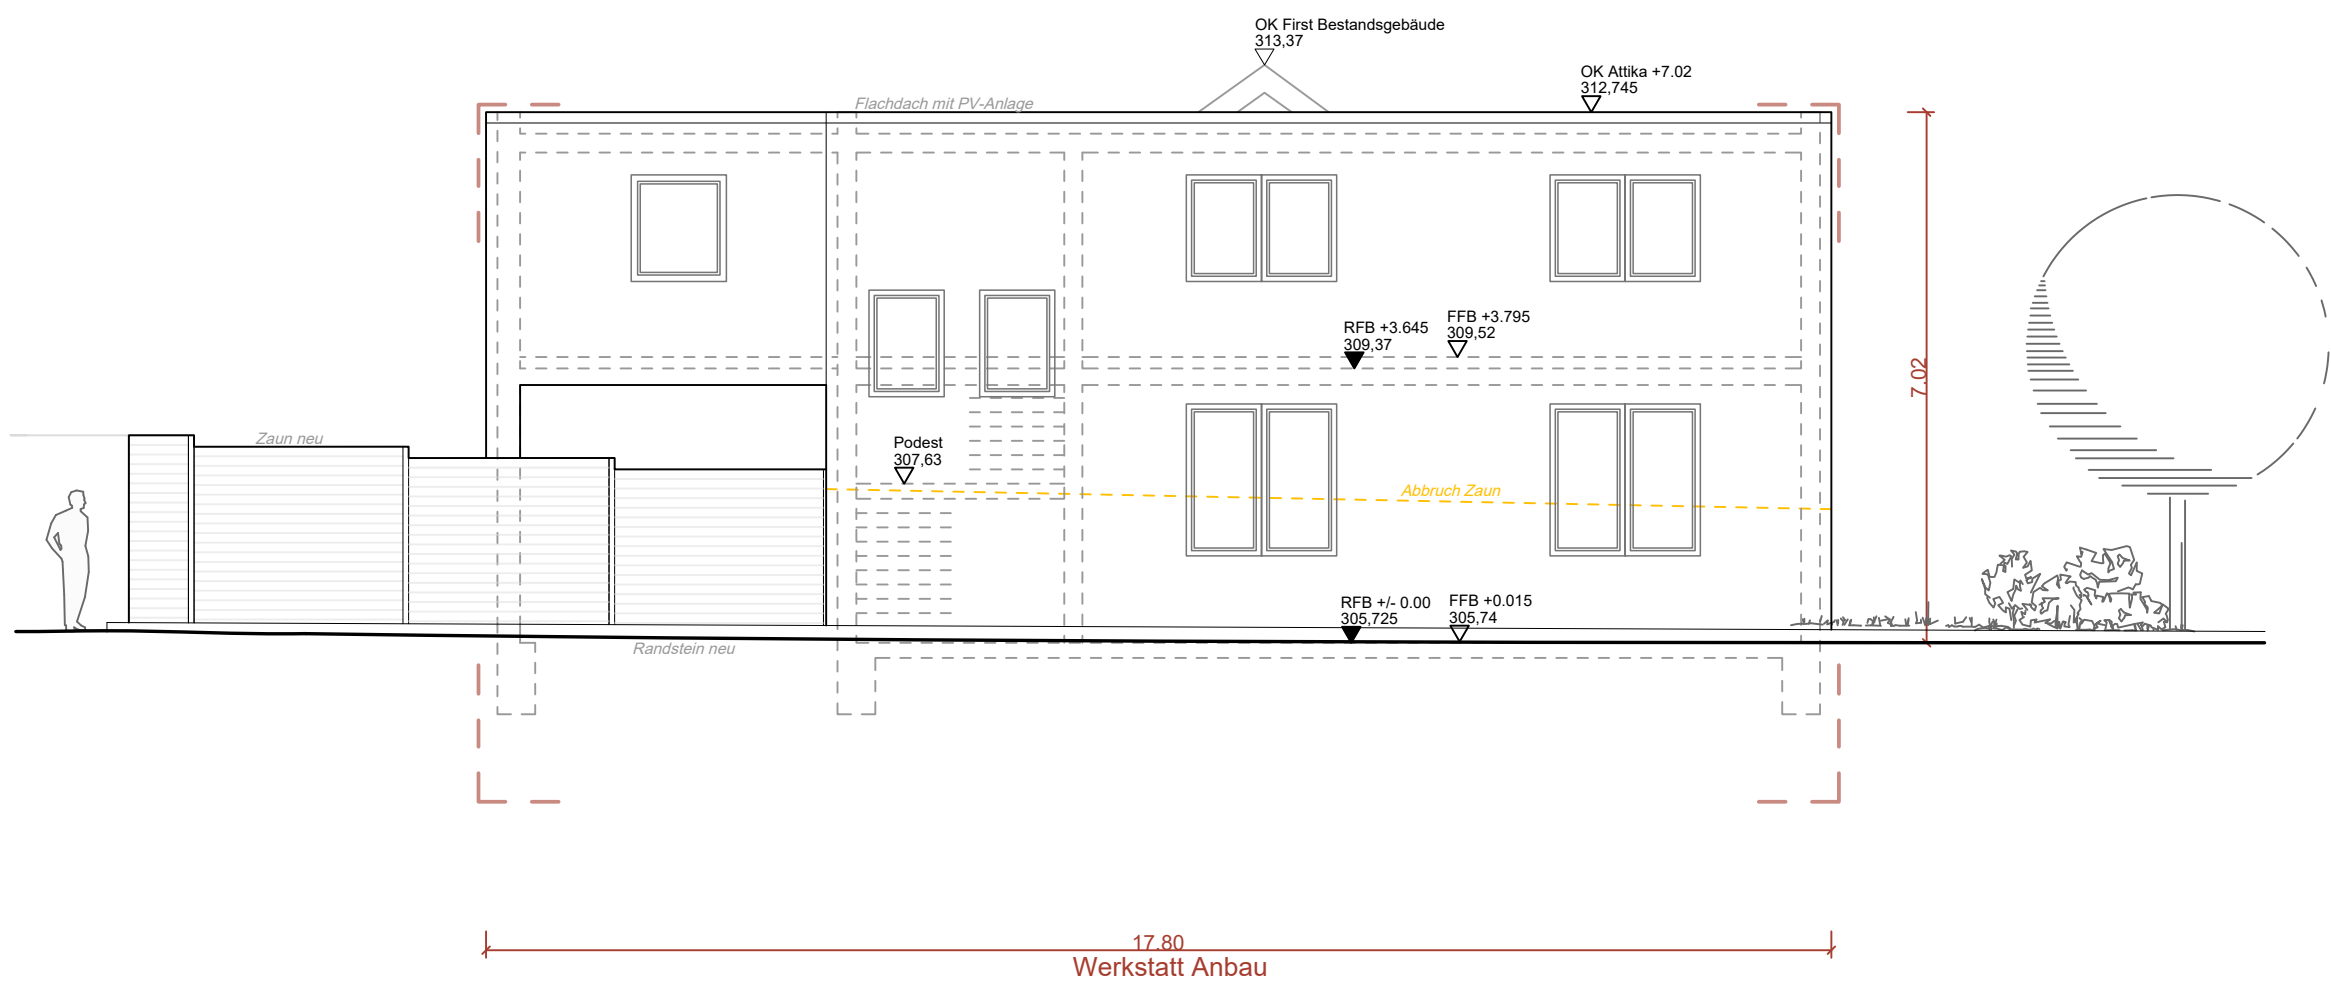 OK First Bestandsgebäude
313,37
OK Attika +7.02
312,745
Flachdach mit PV-Anlage
RFB +3.645
309,37
FFB +3.795
309,52
7.02
Zaun neu
Podest
307,63
Abbruch Zaun
RFB +/- 0.00
305,725
FFB +0.015
305,74
Randstein neu
17.80
Werkstatt Anbau